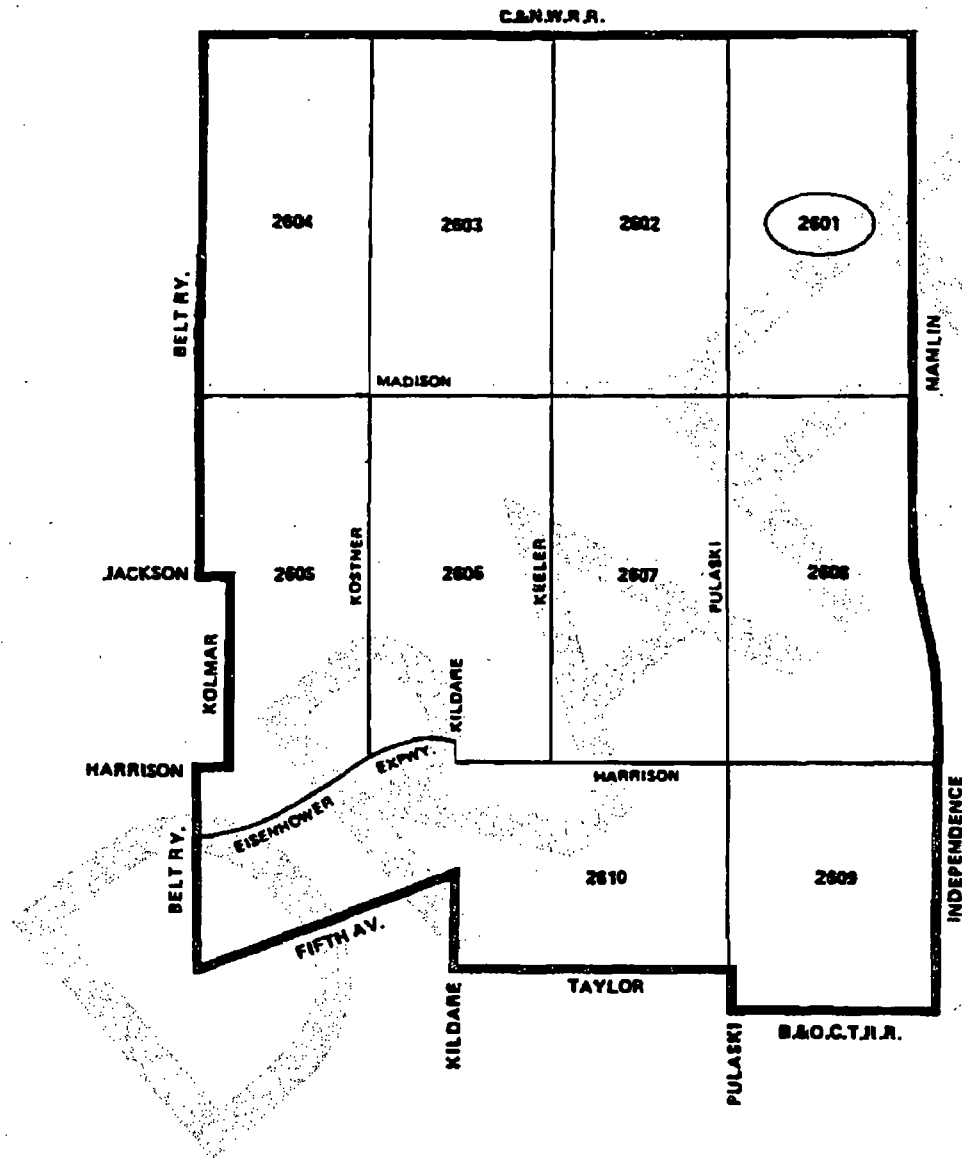 C.&N.W.R.R.
2604
2603
2602
2601
BELT RY.
MADISON
HAMLIN
JACKSON
2605
KOSTNER
2606
KEELER
2607
PULASKI
2608
KOLMAR
KILDARE
HARRISON
EXPWY.
HARRISON
EISENHOWER
BELT RY.
2610
2609
INDEPENDENCE
FIFTH AV.
KILDARE
TAYLOR
PULASKI
B.&O.C.T.R.R.